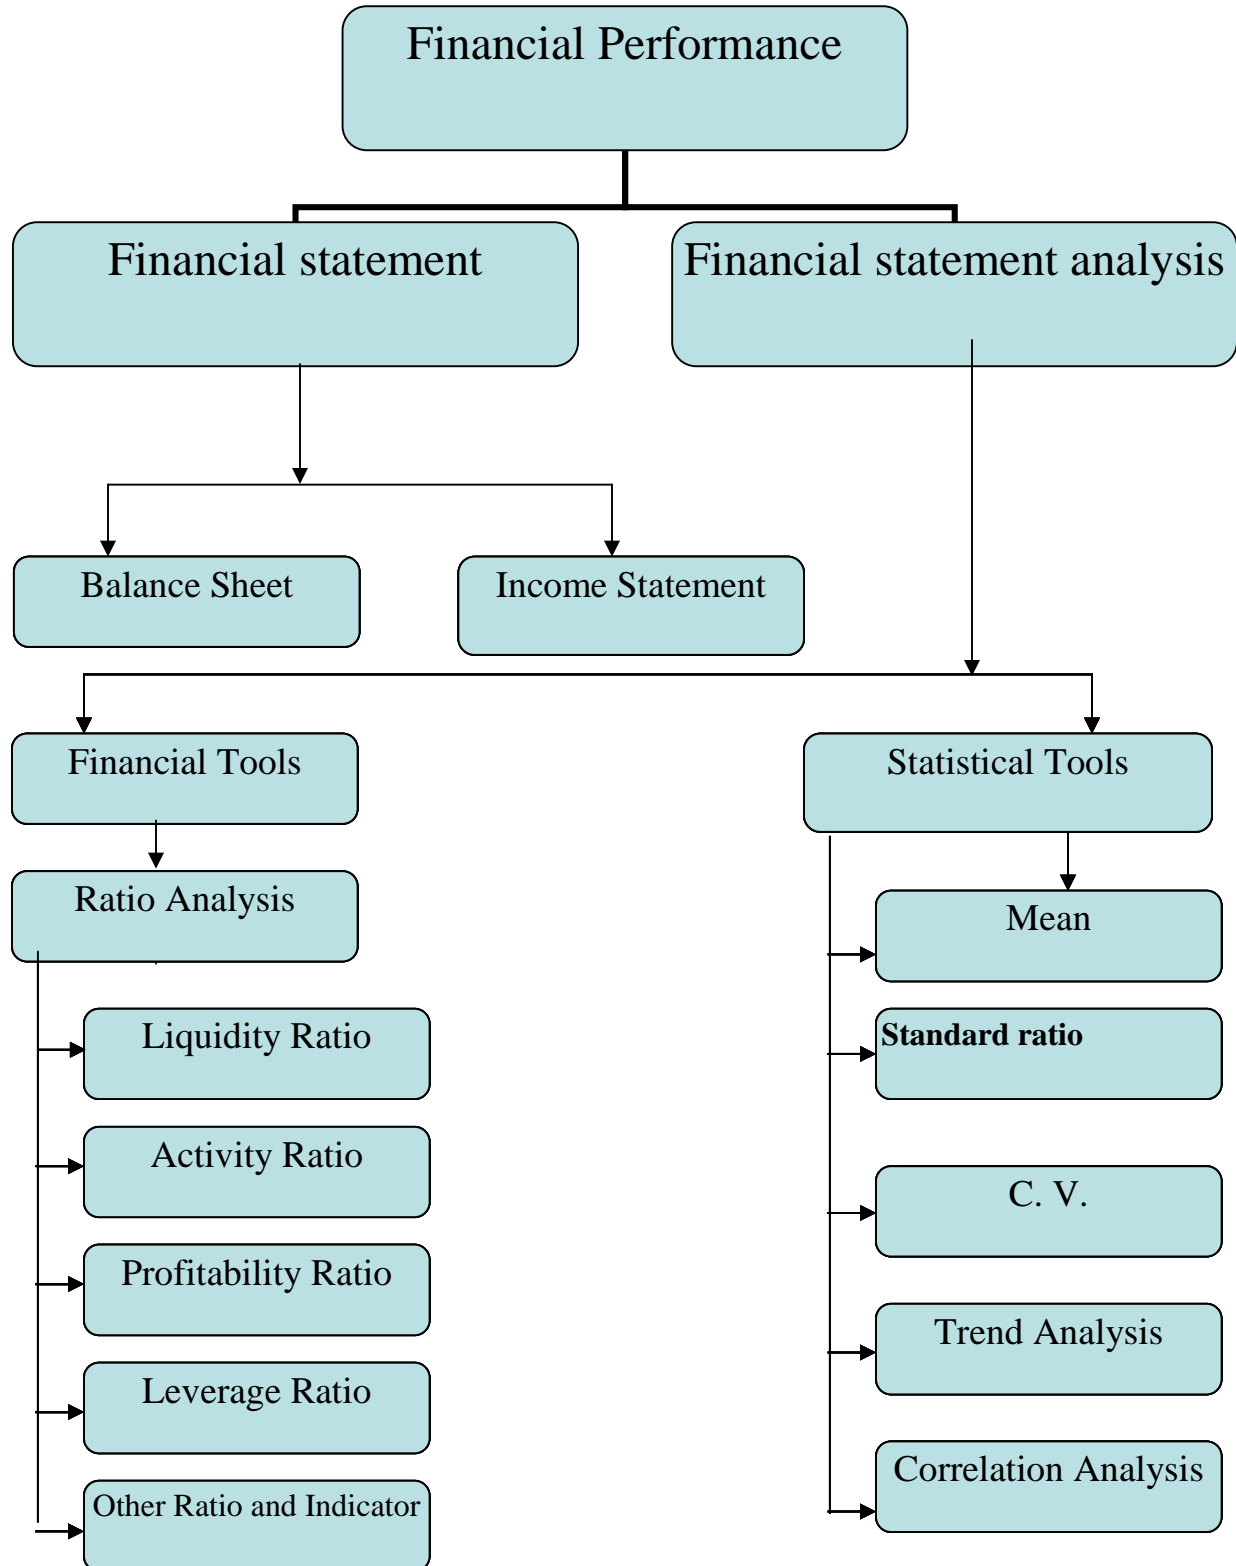 Financial Performance
Financial statement
Financial statement analysis
Balance Sheet
Income Statement
Financial Tools
Statistical Tools
Ratio Analysis
Mean
Liquidity Ratio
Standard ratio
Activity Ratio
C. V.
Profitability Ratio
Trend Analysis
Leverage Ratio
Correlation Analysis
Other Ratio and Indicator